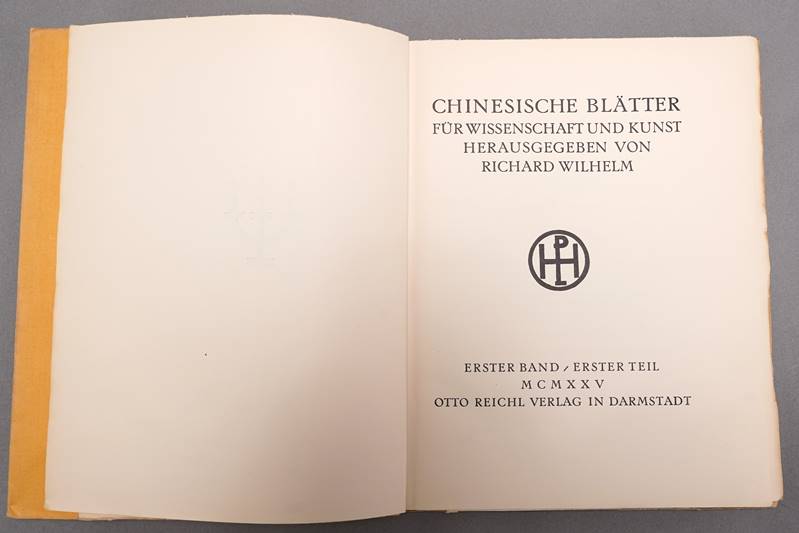 CHINESISCHE BLÄTTER
FÜR WISSENSCHAFT UND KUNST
HERAUSGEGEBEN VON
RICHARD WILHELM
ERSTER BAND / ERSTER TEIL
MCMXXV
OTTO REICHL VERLAG IN DARMSTADT